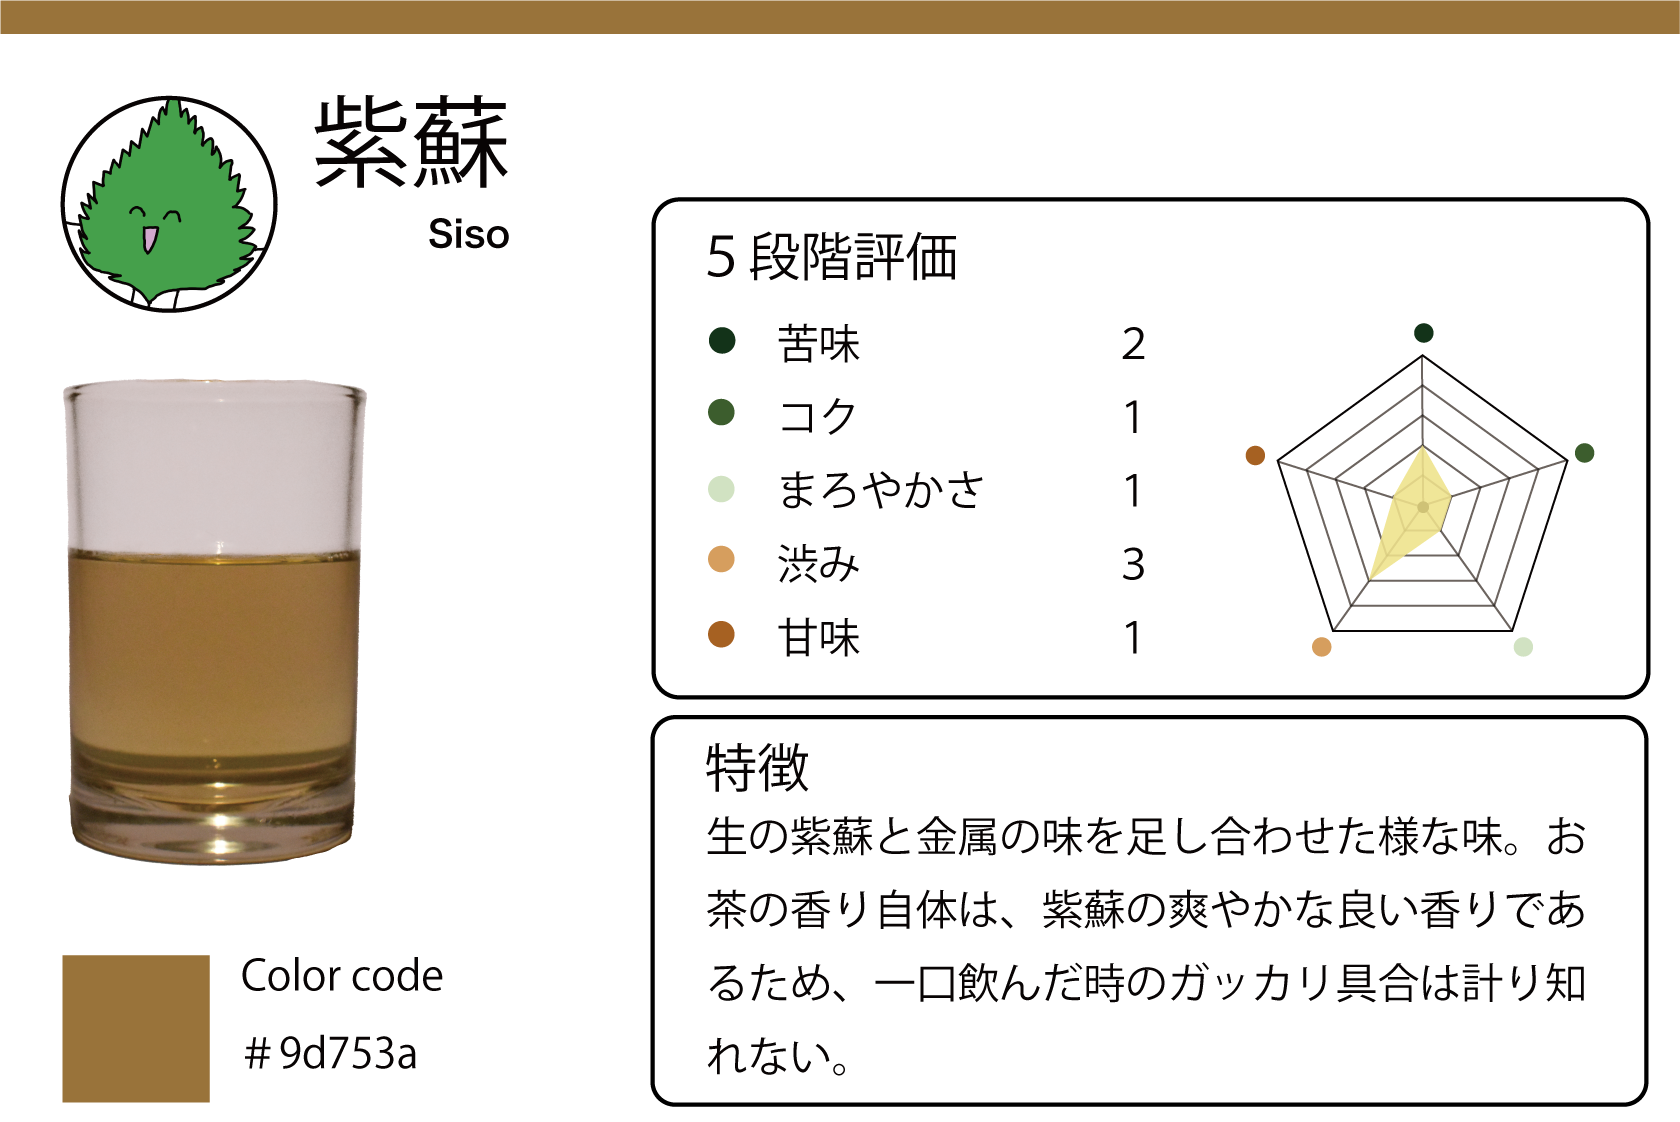 紫蘇
Siso
5段階評価
苦味 2
コク 1
まろやかさ 1
渋み 3
甘味 1
特徴
生の紫蘇と金属の味を足し合わせた様な味。お
茶の香り自体は、紫蘇の爽やかな良い香りであ
るため、一口飲んだ時のガッカリ具合は計り知
れない。
Color code
#9d753a